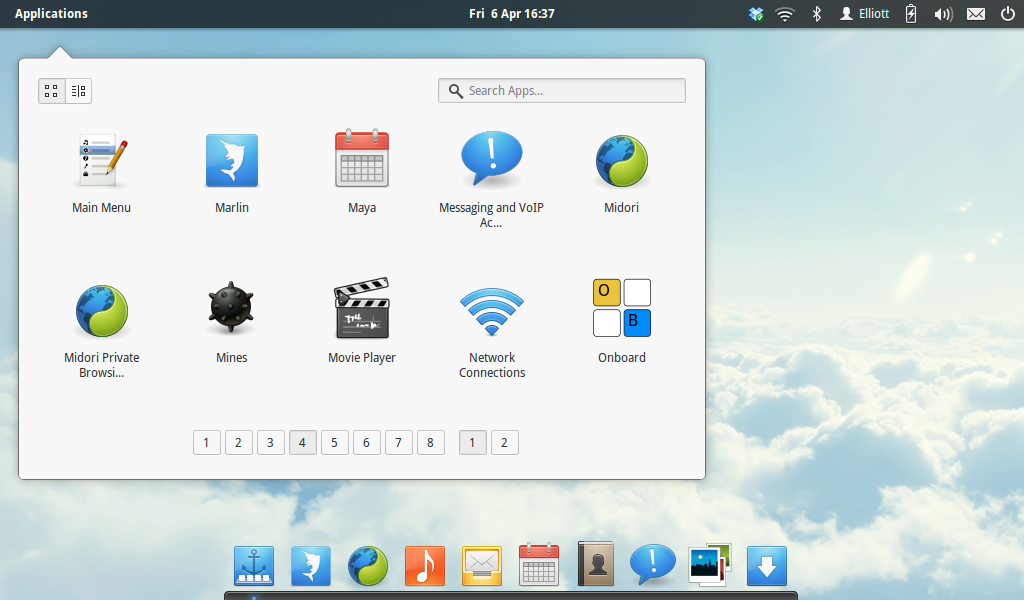 Applications
Fri 6 Apr 16:37
Elliott
Search Apps...
Main Menu
Marlin
Maya
Messaging and VoIP
Ac...
Midori
Midori Private
Browsi...
Mines
Movie Player
Network
Connections
O
B
Onboard
1 2 3 4 5 6 7 8 1 2